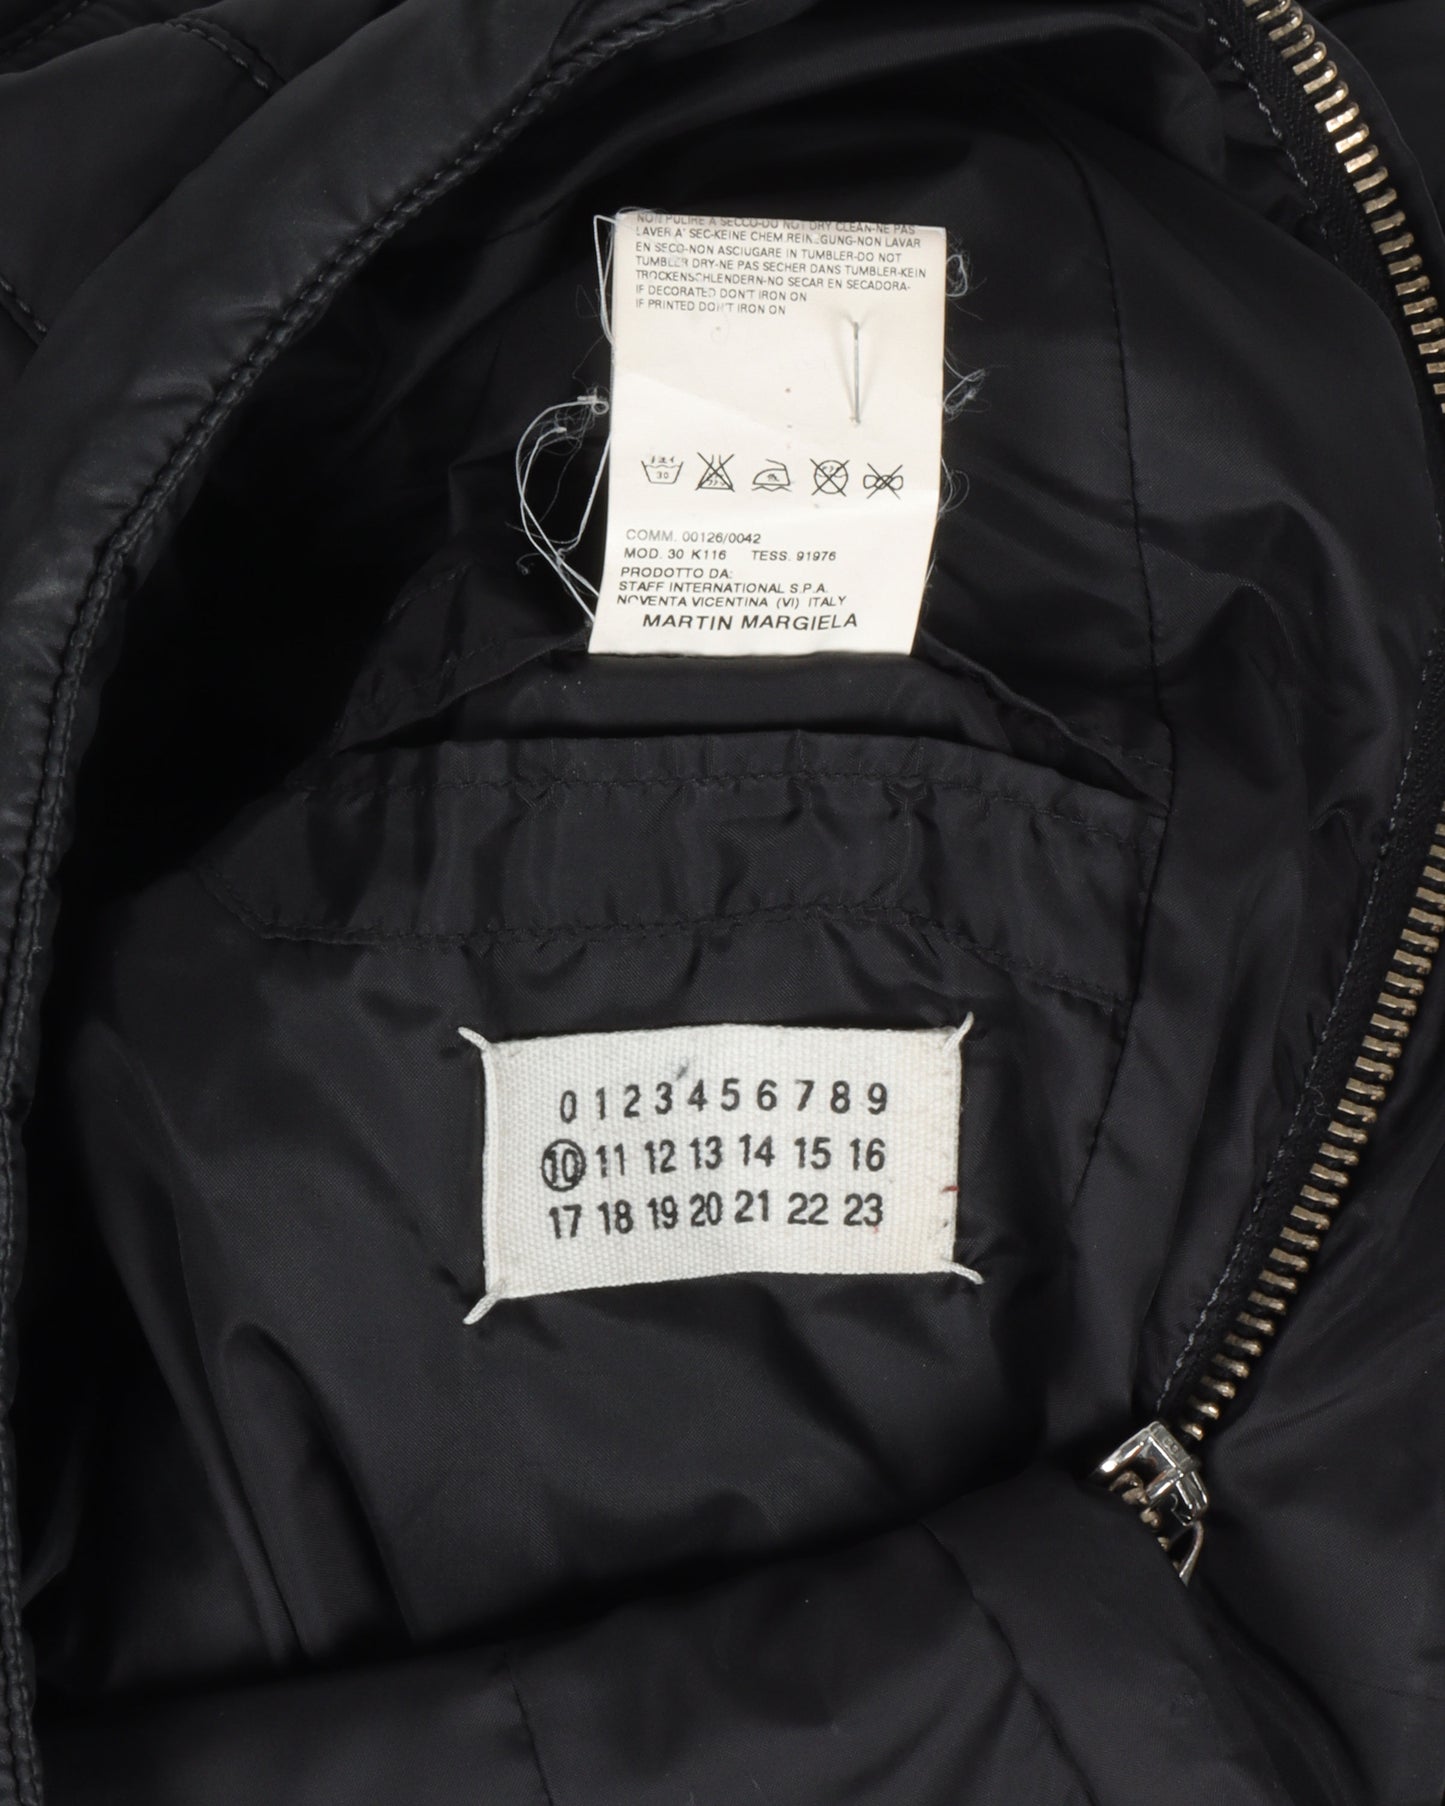 NON PULIRE A SECCO-DO NOT DRY CLEAN-NE PAS
LAVER A' SEC-KEINE CHEM REINIGUNG-NON LAVAR
EN SECO-NON ASCIUGARE IN TUMBLER-DO NOT
TUMBLER DRY-NE PAS SECHER DANS TUMBLER-KEIN
TROCKENSCHLENDERN-NO SECAR EN SECADORA-
IF DECORATED DON'T IRON ON
IF PRINTED DON'T IRON ON
30
COMM. 00126/0042
MOD. 30 K116 TESS. 91976
PRODOTTO DA:
STAFF INTERNATIONAL S.P.A.
NOVENTA VICENTINA (VI) ITALY
MARTIN MARGIELA
0 1 2 3 4 5 6 7 8 9
10 11 12 13 14 15 16
17 18 19 20 21 22 23